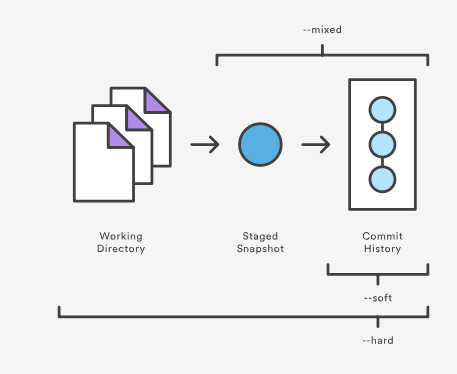 --mixed
Working
Directory
Staged
Snapshot
Commit
History
--soft
--hard